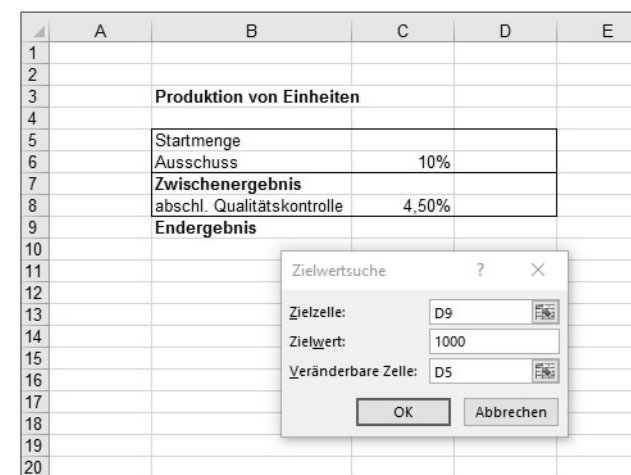 A B C D E
1
2
3 Produktion von Einheiten
4
5 Startmenge
6 Ausschuss 10%
7 Zwischenergebnis
8 abschl. Qualitätskontrolle 4,50%
9 Endergebnis
10
11 Zielwertsuche ? ×
12
13 Zielzelle: D9
14 Zielwert: 1000
15
16 Veränderbare Zelle: D5
17
18 OK Abbrechen
19
20